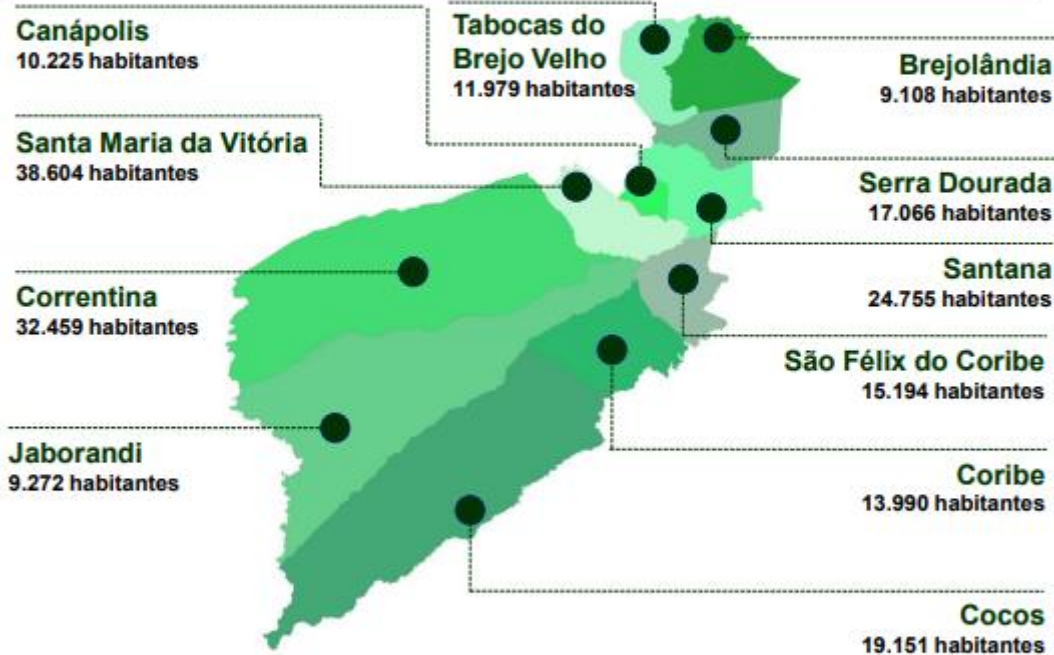 Canápolis
10.225 habitantes
Tabocas do
Brejo Velho
11.979 habitantes
Brejolândia
9.108 habitantes
Santa Maria da Vitória
38.604 habitantes
Serra Dourada
17.066 habitantes
Correntina
32.459 habitantes
Santana
24.755 habitantes
São Félix do Coribe
15.194 habitantes
Jaborandi
9.272 habitantes
Coribe
13.990 habitantes
Cocos
19.151 habitantes